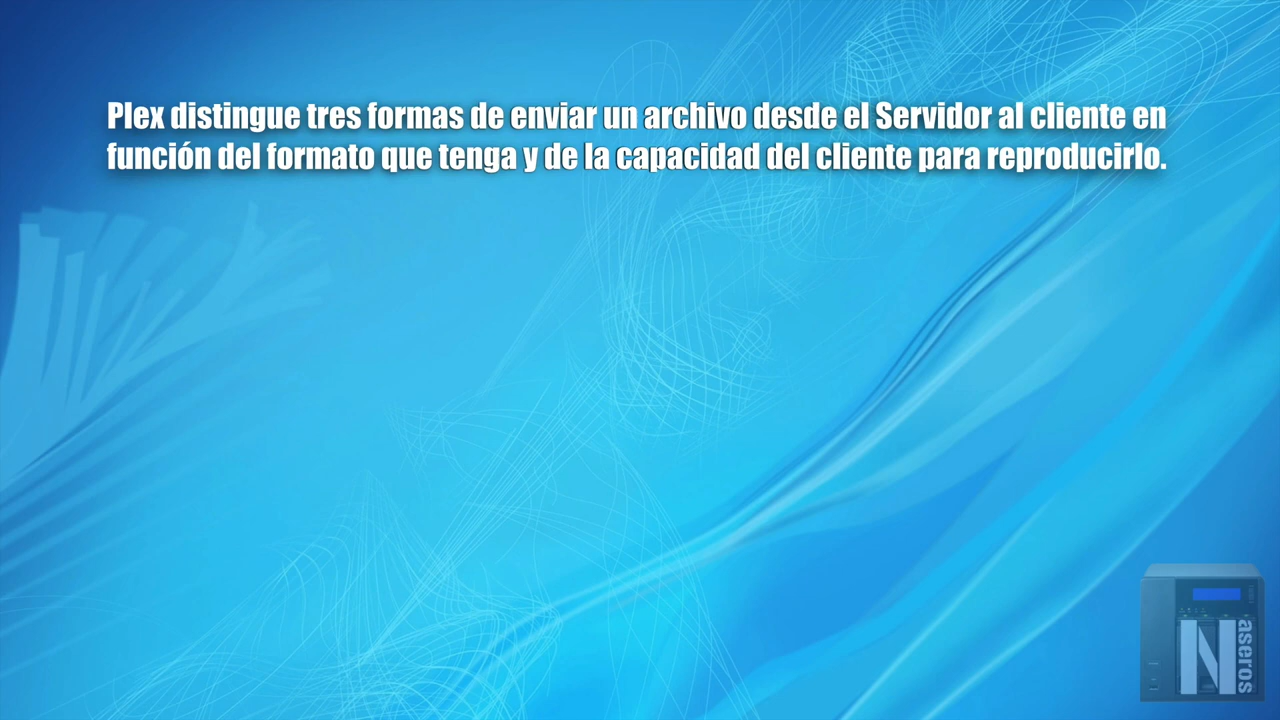 Plex distingue tres formas de enviar un archivo desde el Servidor al cliente en
función del formato que tenga y de la capacidad del cliente para reproducirlo.
Naseros